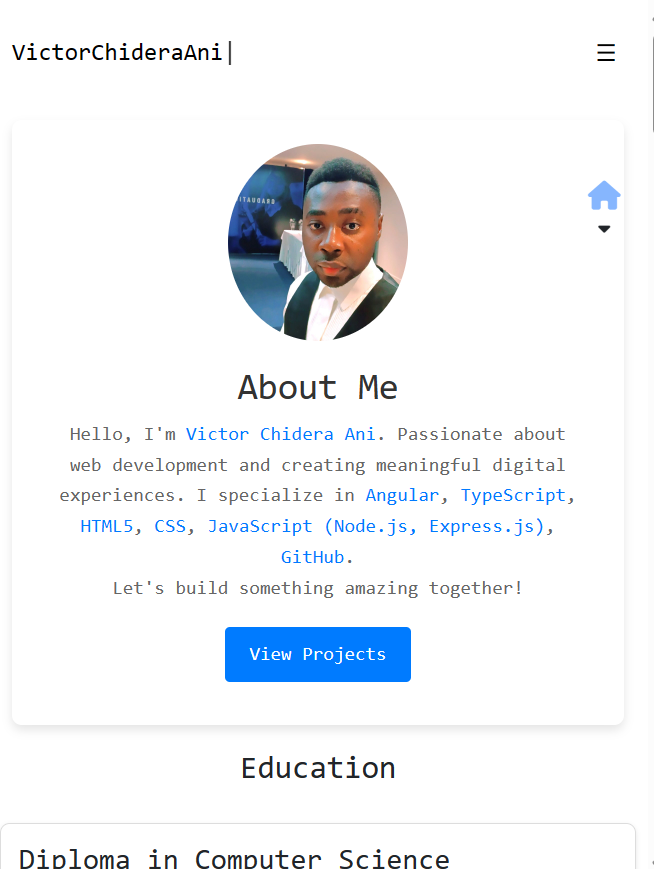 VictorChideraAni|
About Me
Hello, I'm Victor Chidera Ani. Passionate about
web development and creating meaningful digital
experiences. I specialize in Angular, TypeScript,
HTML5, CSS, JavaScript (Node.js, Express.js),
GitHub.
Let's build something amazing together!
View Projects
Education
Diploma in Computer Science